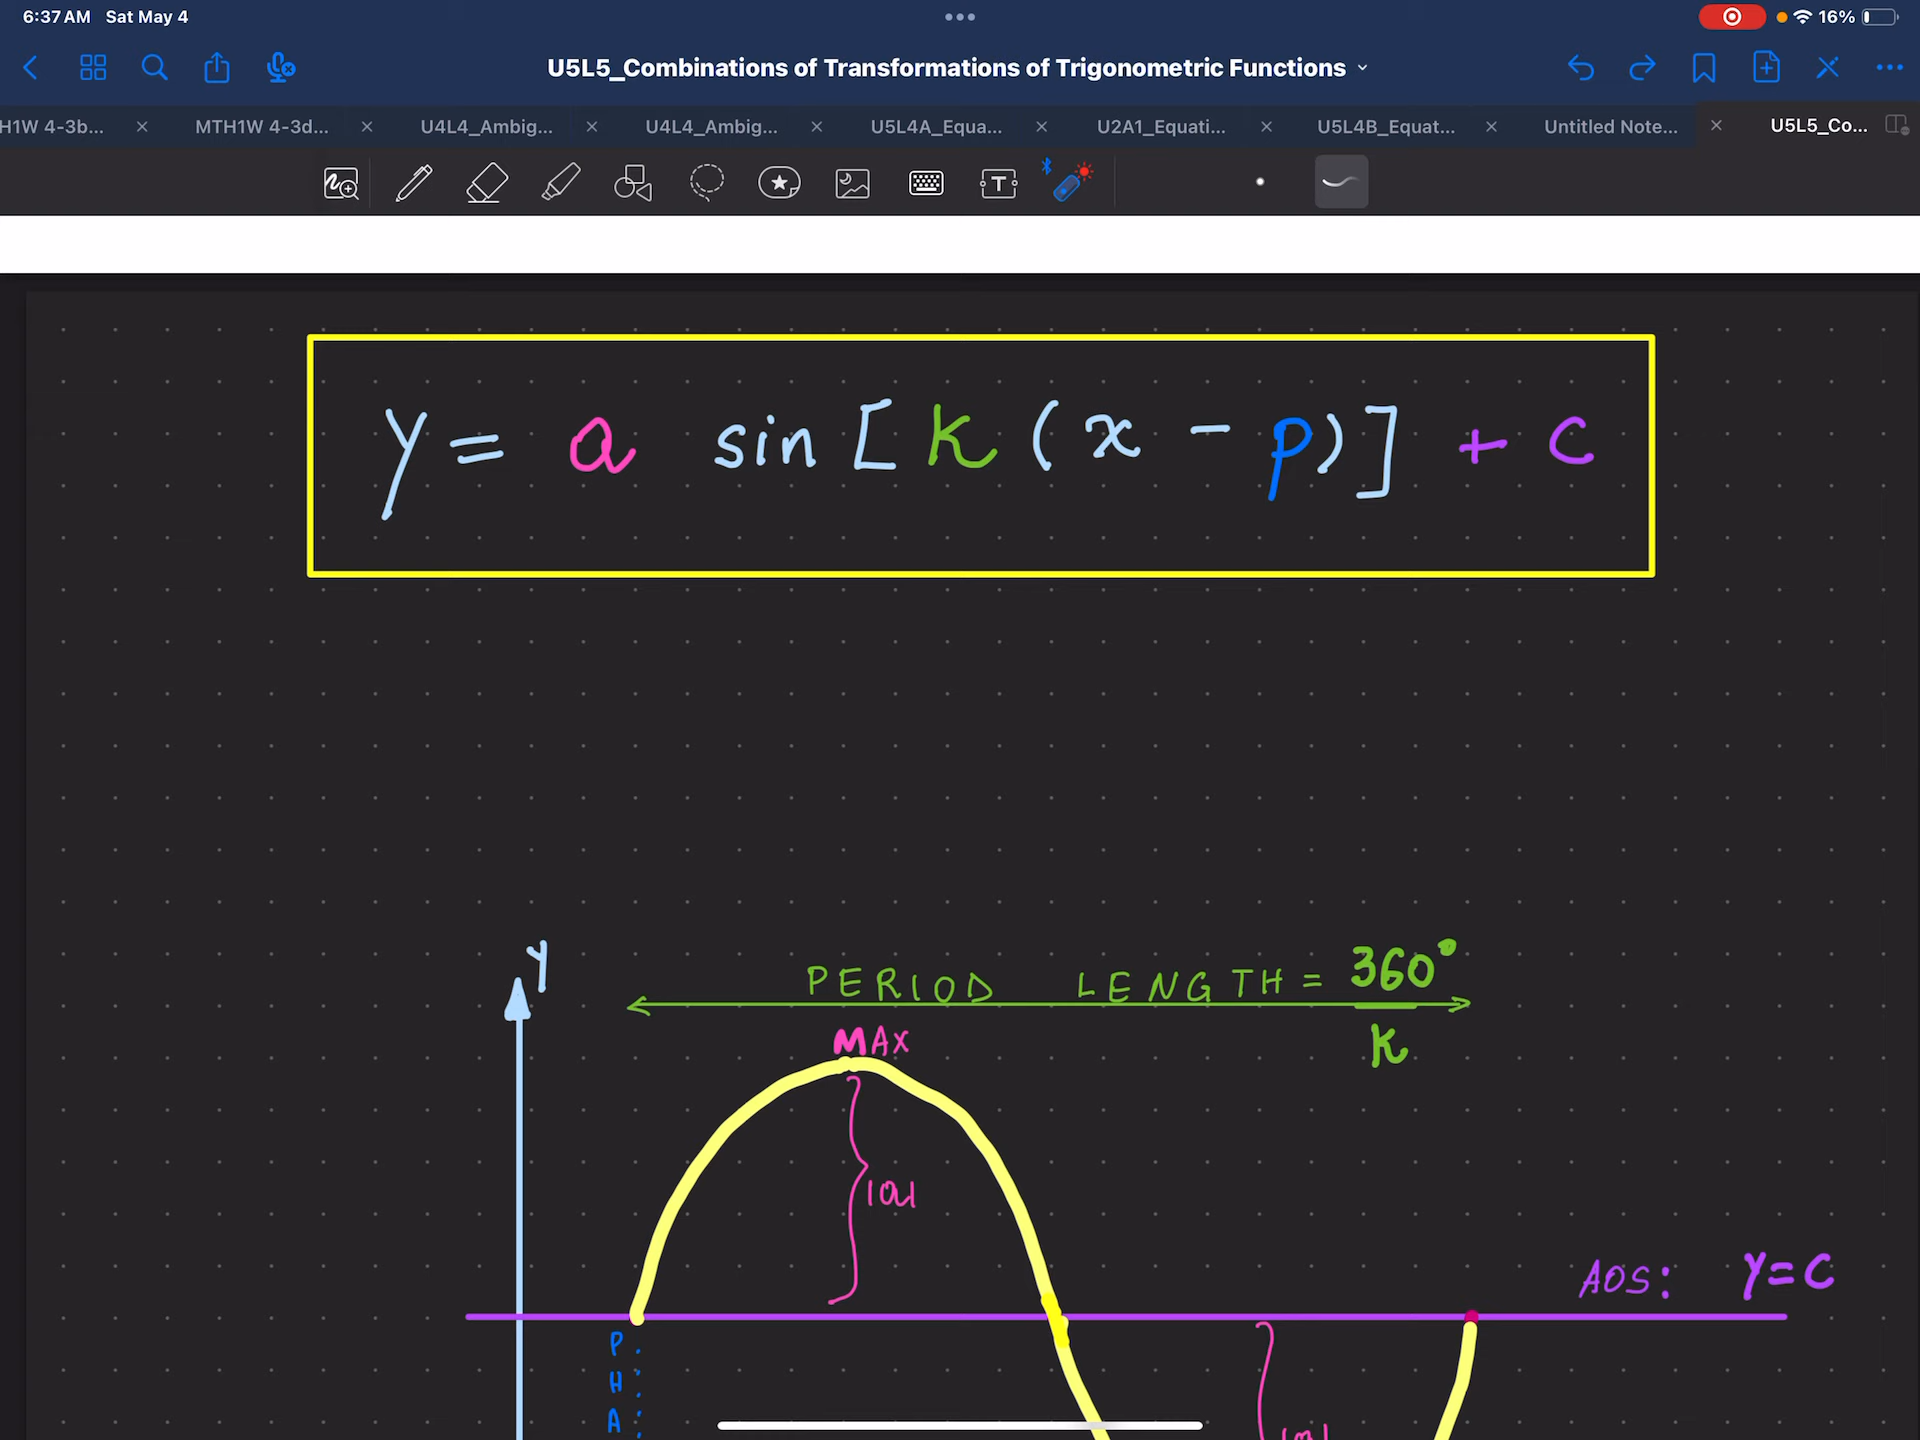 6:37 AM Sat May 4
16%
U5L5_Combinations of Transformations of Trigonometric Functions
H1W 4-3b... MTH1W 4-3d... U4L4_Ambig... U4L4_Ambig... U5L4A_Equa... U2A1_Equati... U5L4B_Equat... Untitled Note... U5L5_Co...
T
y = a sin [k(x - p)] + c
y
PERIOD LENGTH = 360°
k
MAX
|a|
AOS: y=c
P
H
A
|a|